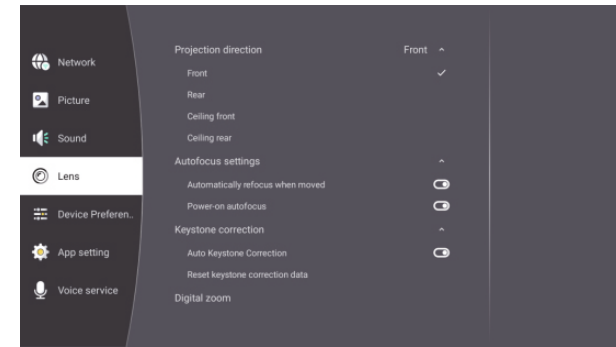 Network
Picture
Sound
Lens
Device Preferen..
App setting
Voice service
Projection direction Front
Front
Rear
Ceiling front
Ceiling rear
Autofocus settings
Automatically refocus when moved
Power-on autofocus
Keystone correction
Auto Keystone Correction
Reset keystone correction data
Digital zoom